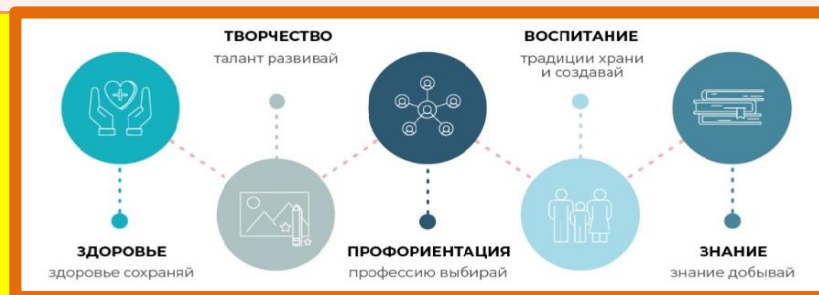 ТВОРЧЕСТВО
талант развивай
ВОСПИТАНИЕ
традиции храни
и создавай
ЗДОРОВЬЕ
здоровье сохраняй
ПРОФОРИЕНТАЦИЯ
профессию выбирай
ЗНАНИЕ
знание добывай